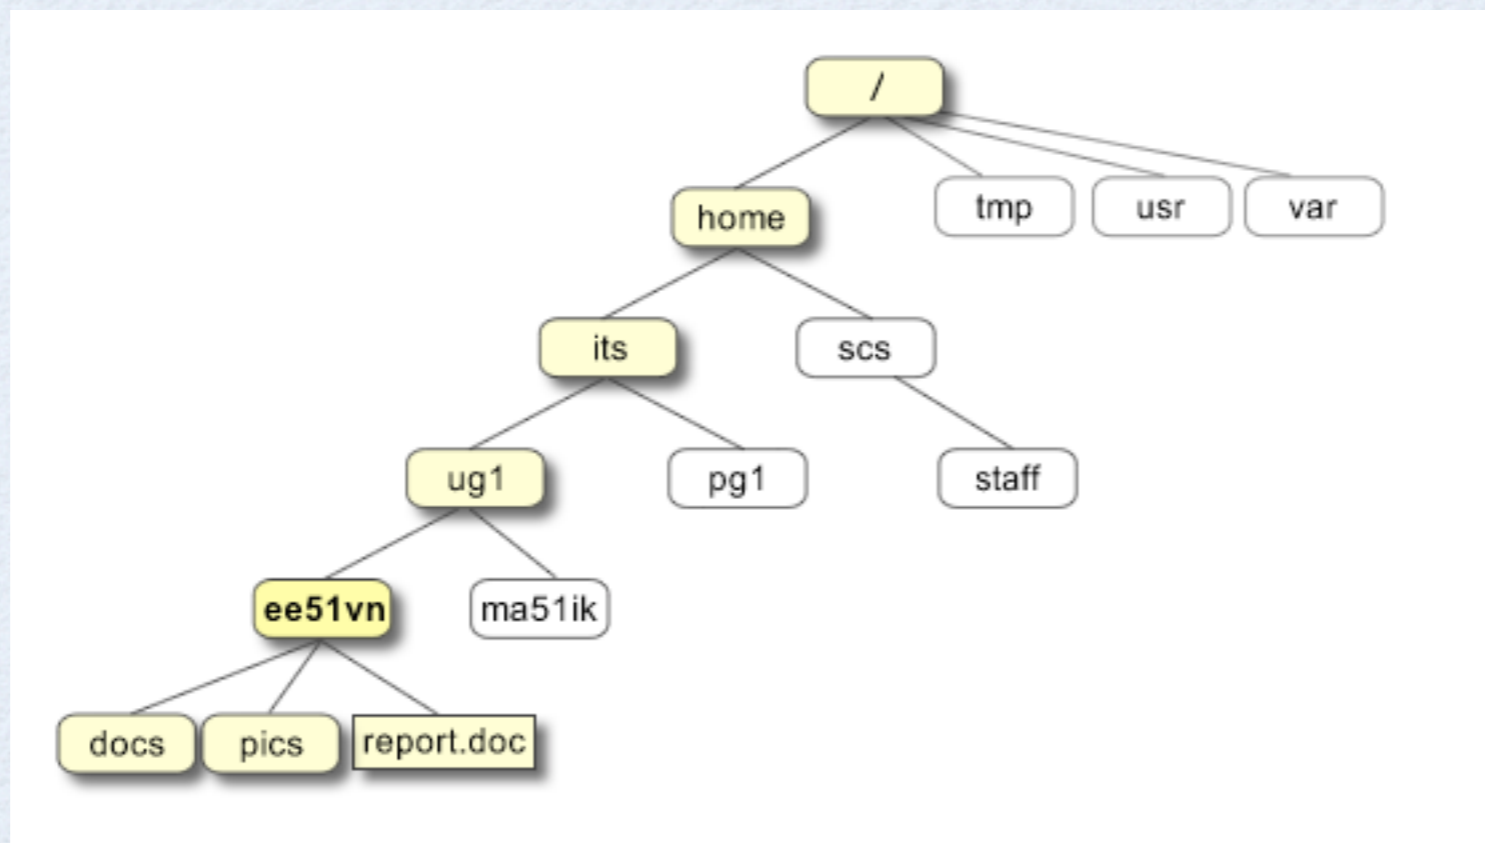 /
home
tmp
usr
var
its
scs
ug1
pg1
staff
ee51vn
ma51ik
docs
pics
report.doc